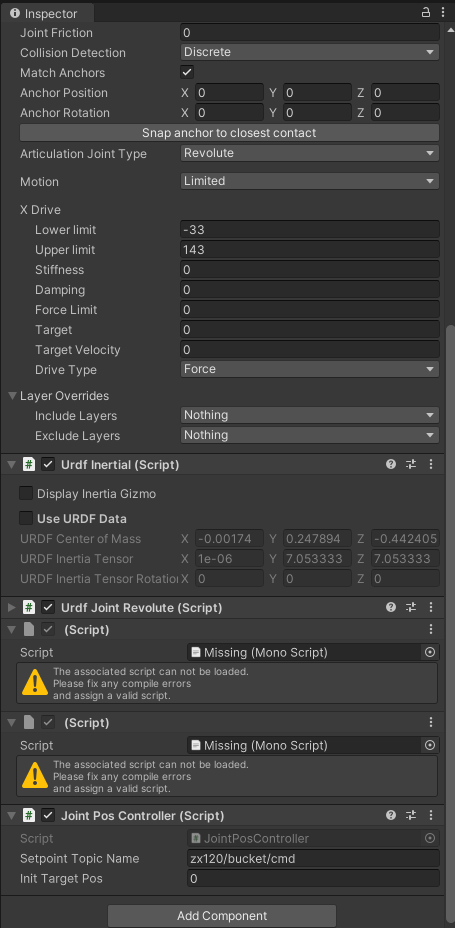 Inspector
Joint Friction 0
Collision Detection Discrete
Match Anchors
Anchor Position X 0 Y 0 Z 0
Anchor Rotation X 0 Y 0 Z 0
Snap anchor to closest contact
Articulation Joint Type Revolute
Motion Limited
X Drive
Lower limit -33
Upper limit 143
Stiffness 0
Damping 0
Force Limit 0
Target 0
Target Velocity 0
Drive Type Force
Layer Overrides
Include Layers Nothing
Exclude Layers Nothing
# Urdf Inertial (Script)
Display Inertia Gizmo
Use URDF Data
URDF Center of Mass X -0.00174 Y 0.247894 Z -0.442405
URDF Inertia Tensor X 1e-06 Y 7.053333 Z 7.053333
URDF Inertia Tensor Rotatio X 0 Y 0 Z 0
# Urdf Joint Revolute (Script)
(Script)
Script Missing (Mono Script)
The associated script can not be loaded.
Please fix any compile errors
and assign a valid script.
(Script)
Script Missing (Mono Script)
The associated script can not be loaded.
Please fix any compile errors
and assign a valid script.
# Joint Pos Controller (Script)
Script # JointPosController
Setpoint Topic Name zx120/bucket/cmd
Init Target Pos 0
Add Component